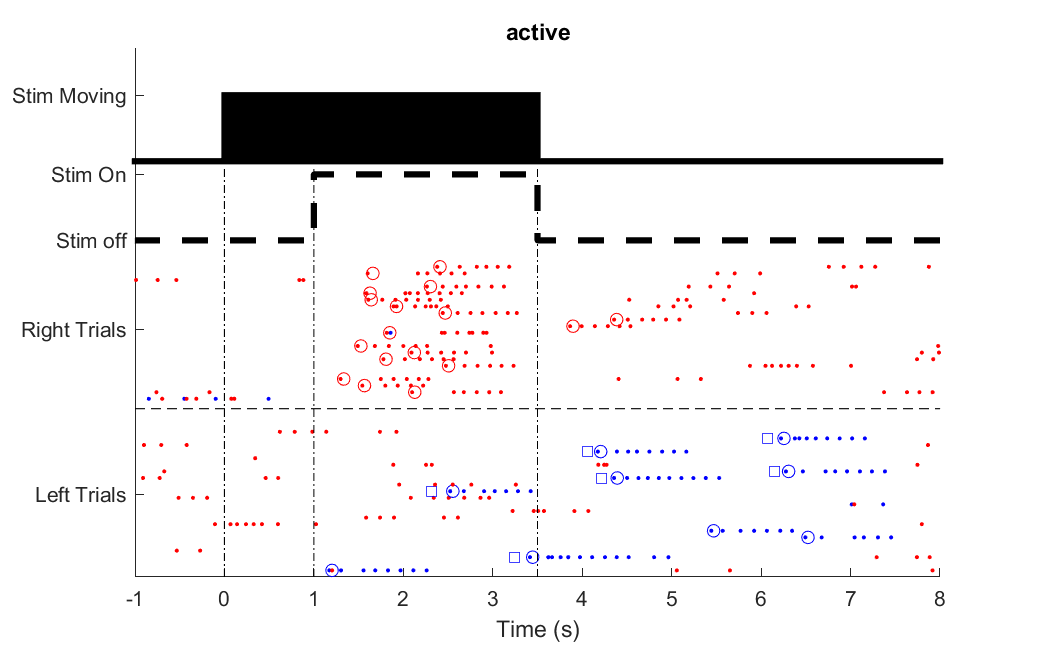 active
Stim Moving
Stim On
Stim off
Right Trials
Left Trials
-1 0 1 2 3 4 5 6 7 8
Time (s)